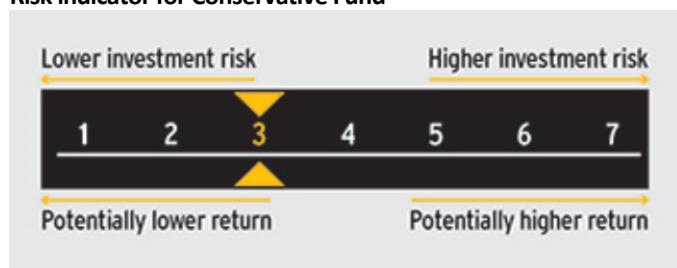 Risk indicator for Conservative Fund
Lower investment risk Higher investment risk
1 2 3 4 5 6 7
Potentially lower return Potentially higher return